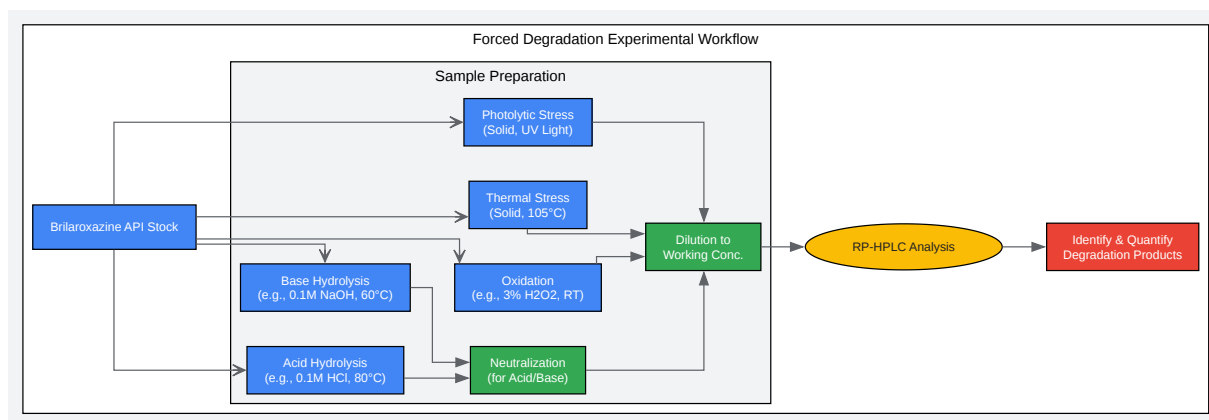 Forced Degradation Experimental Workflow
Sample Preparation
Photolytic Stress
(Solid, UV Light)
Thermal Stress
(Solid, 105°C)
Brilaroxazine API Stock
Dilution to
Working Conc.
RP-HPLC Analysis
Identify & Quantify
Degradation Products
Base Hydrolysis
(e.g., 0.1M NaOH, 60°C)
Oxidation
(e.g., 3% H2O2, RT)
Acid Hydrolysis
(e.g., 0.1M HCl, 80°C)
Neutralization
(for Acid/Base)